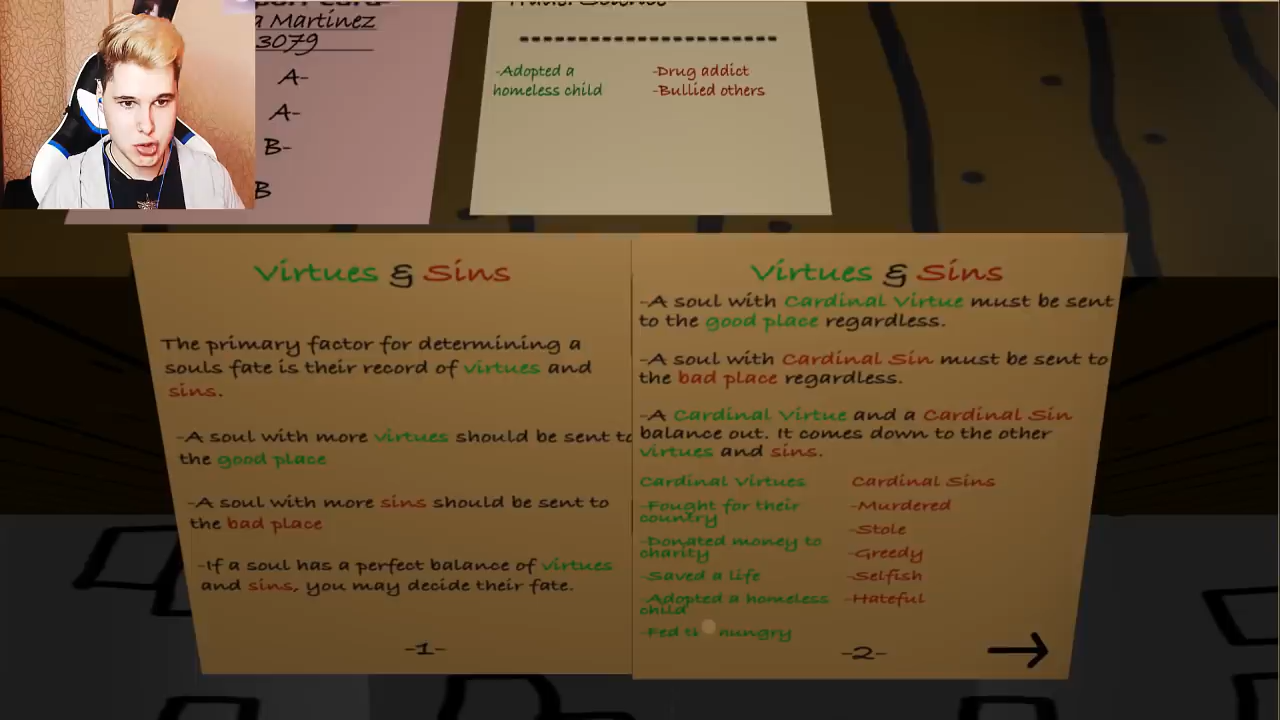 a Martinez
3079
A-
A-
B-
B
-Adopted a
homeless child
-Drug addict
-Bullied others
Virtues & Sins
The primary factor for determining a
souls fate is their record of virtues and
sins.
-A soul with more virtues should be sent to
the good place
-A soul with more sins should be sent to
the bad place
-If a soul has a perfect balance of virtues
and sins, you may decide their fate.
-1-
Virtues & Sins
-A soul with Cardinal Virtue must be sent
to the good place regardless.
-A soul with Cardinal Sin must be sent to
the bad place regardless.
-A Cardinal Virtue and a Cardinal Sin
balance out. It comes down to the other
virtues and sins.
Cardinal Virtues
-Fought for their
country
-Donated money to
charity
-Saved a life
-Adopted a homeless
child
-Fed hungry
Cardinal Sins
-Murdered
-Stole
-Greedy
-Selfish
-Hateful
-2-